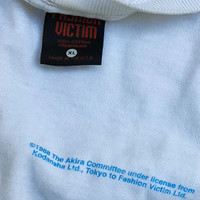 FASHION
VICTIM
XL
©1988 The Akira Committee under license from
Kodansha Ltd., Tokyo to Fashion Victim Ltd.